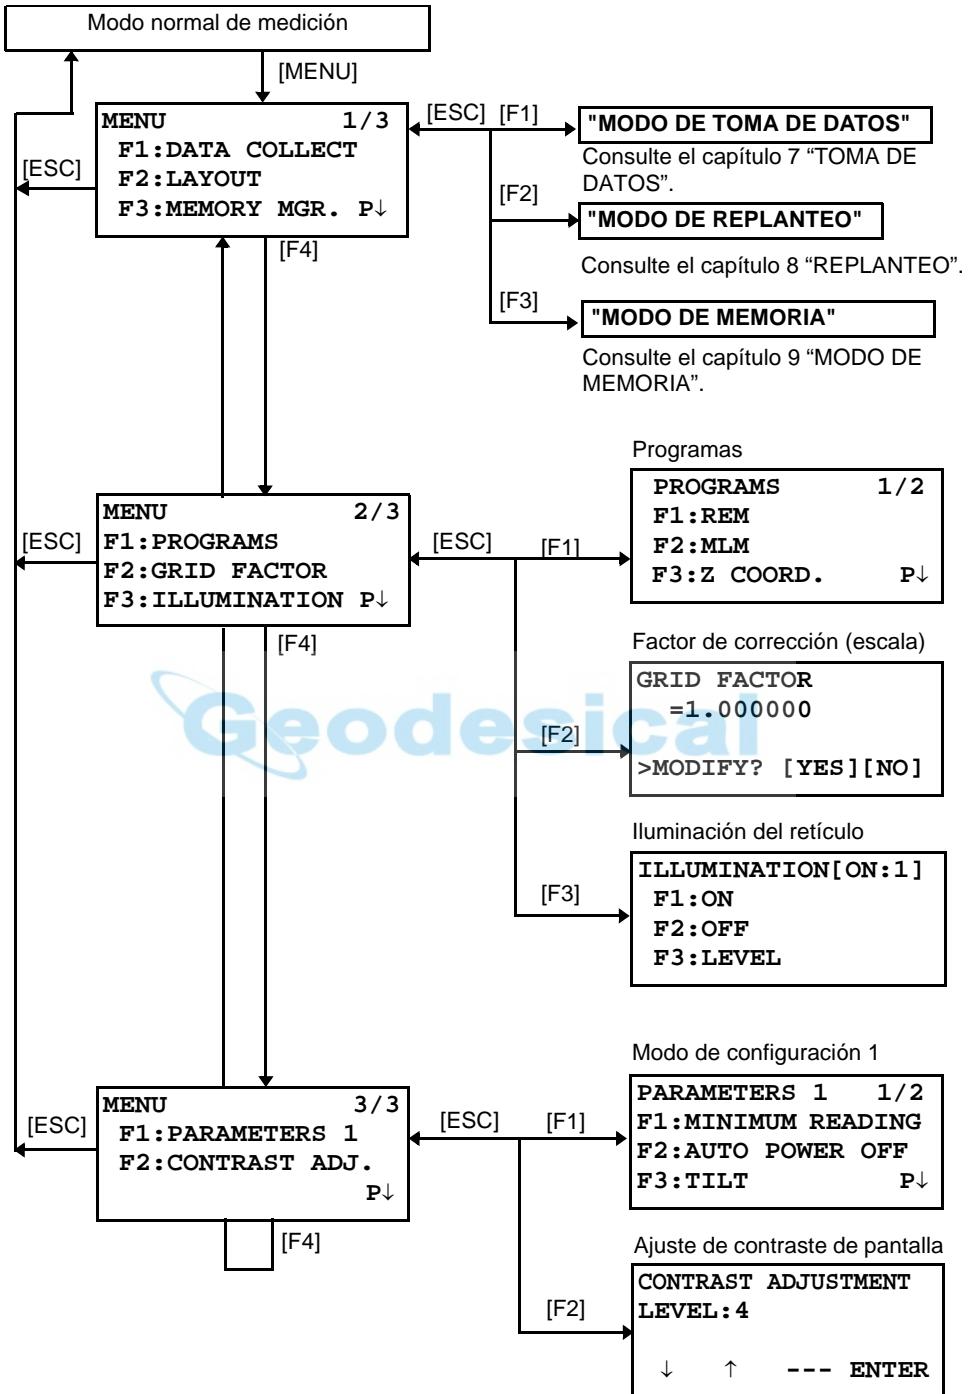 Modo normal de medición
[MENU]
MENU 1/3
F1:DATA COLLECT
F2:LAYOUT
F3:MEMORY MGR. P↓
[ESC]
[ESC] [F1]
"MODO DE TOMA DE DATOS"
Consulte el capítulo 7 “TOMA DE
DATOS”.
[F2]
"MODO DE REPLANTEO"
Consulte el capítulo 8 “REPLANTEO”.
[F3]
"MODO DE MEMORIA"
Consulte el capítulo 9 “MODO DE
MEMORIA”.
[F4]
MENU 2/3
F1:PROGRAMS
F2:GRID FACTOR
F3:ILLUMINATION P↓
[ESC]
[ESC] [F1]
Programas
PROGRAMS 1/2
F1:REM
F2:MLM
F3:Z COORD. P↓
[F4]
Factor de corrección (escala)
[F2]
GRID FACTOR
=1.000000
>MODIFY? [YES][NO]
Geodesical
Iluminación del retículo
[F3]
ILLUMINATION[ON:1]
F1:ON
F2:OFF
F3:LEVEL
MENU 3/3
F1:PARAMETERS 1
F2:CONTRAST ADJ.
P↓
[ESC]
[ESC] [F1]
Modo de configuración 1
PARAMETERS 1 1/2
F1:MINIMUM READING
F2:AUTO POWER OFF
F3:TILT P↓
[F4]
Ajuste de contraste de pantalla
[F2]
CONTRAST ADJUSTMENT
LEVEL:4
↓ ↑ --- ENTER